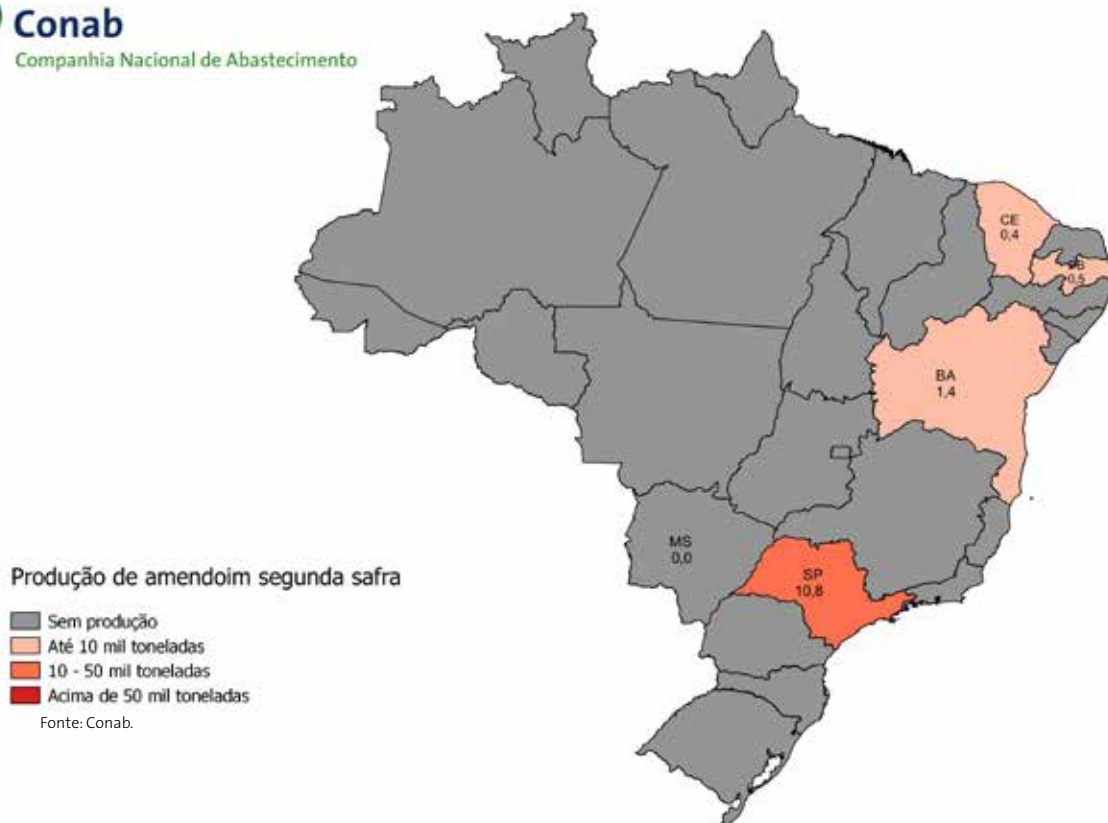 Conab
Companhia Nacional de Abastecimento
CE
0,4
0,5
BA
1,4
MS
0,0
SP
10,8
Produção de amendoim segunda safra
Sem produção
Até 10 mil toneladas
10 - 50 mil toneladas
Acima de 50 mil toneladas
Fonte: Conab.